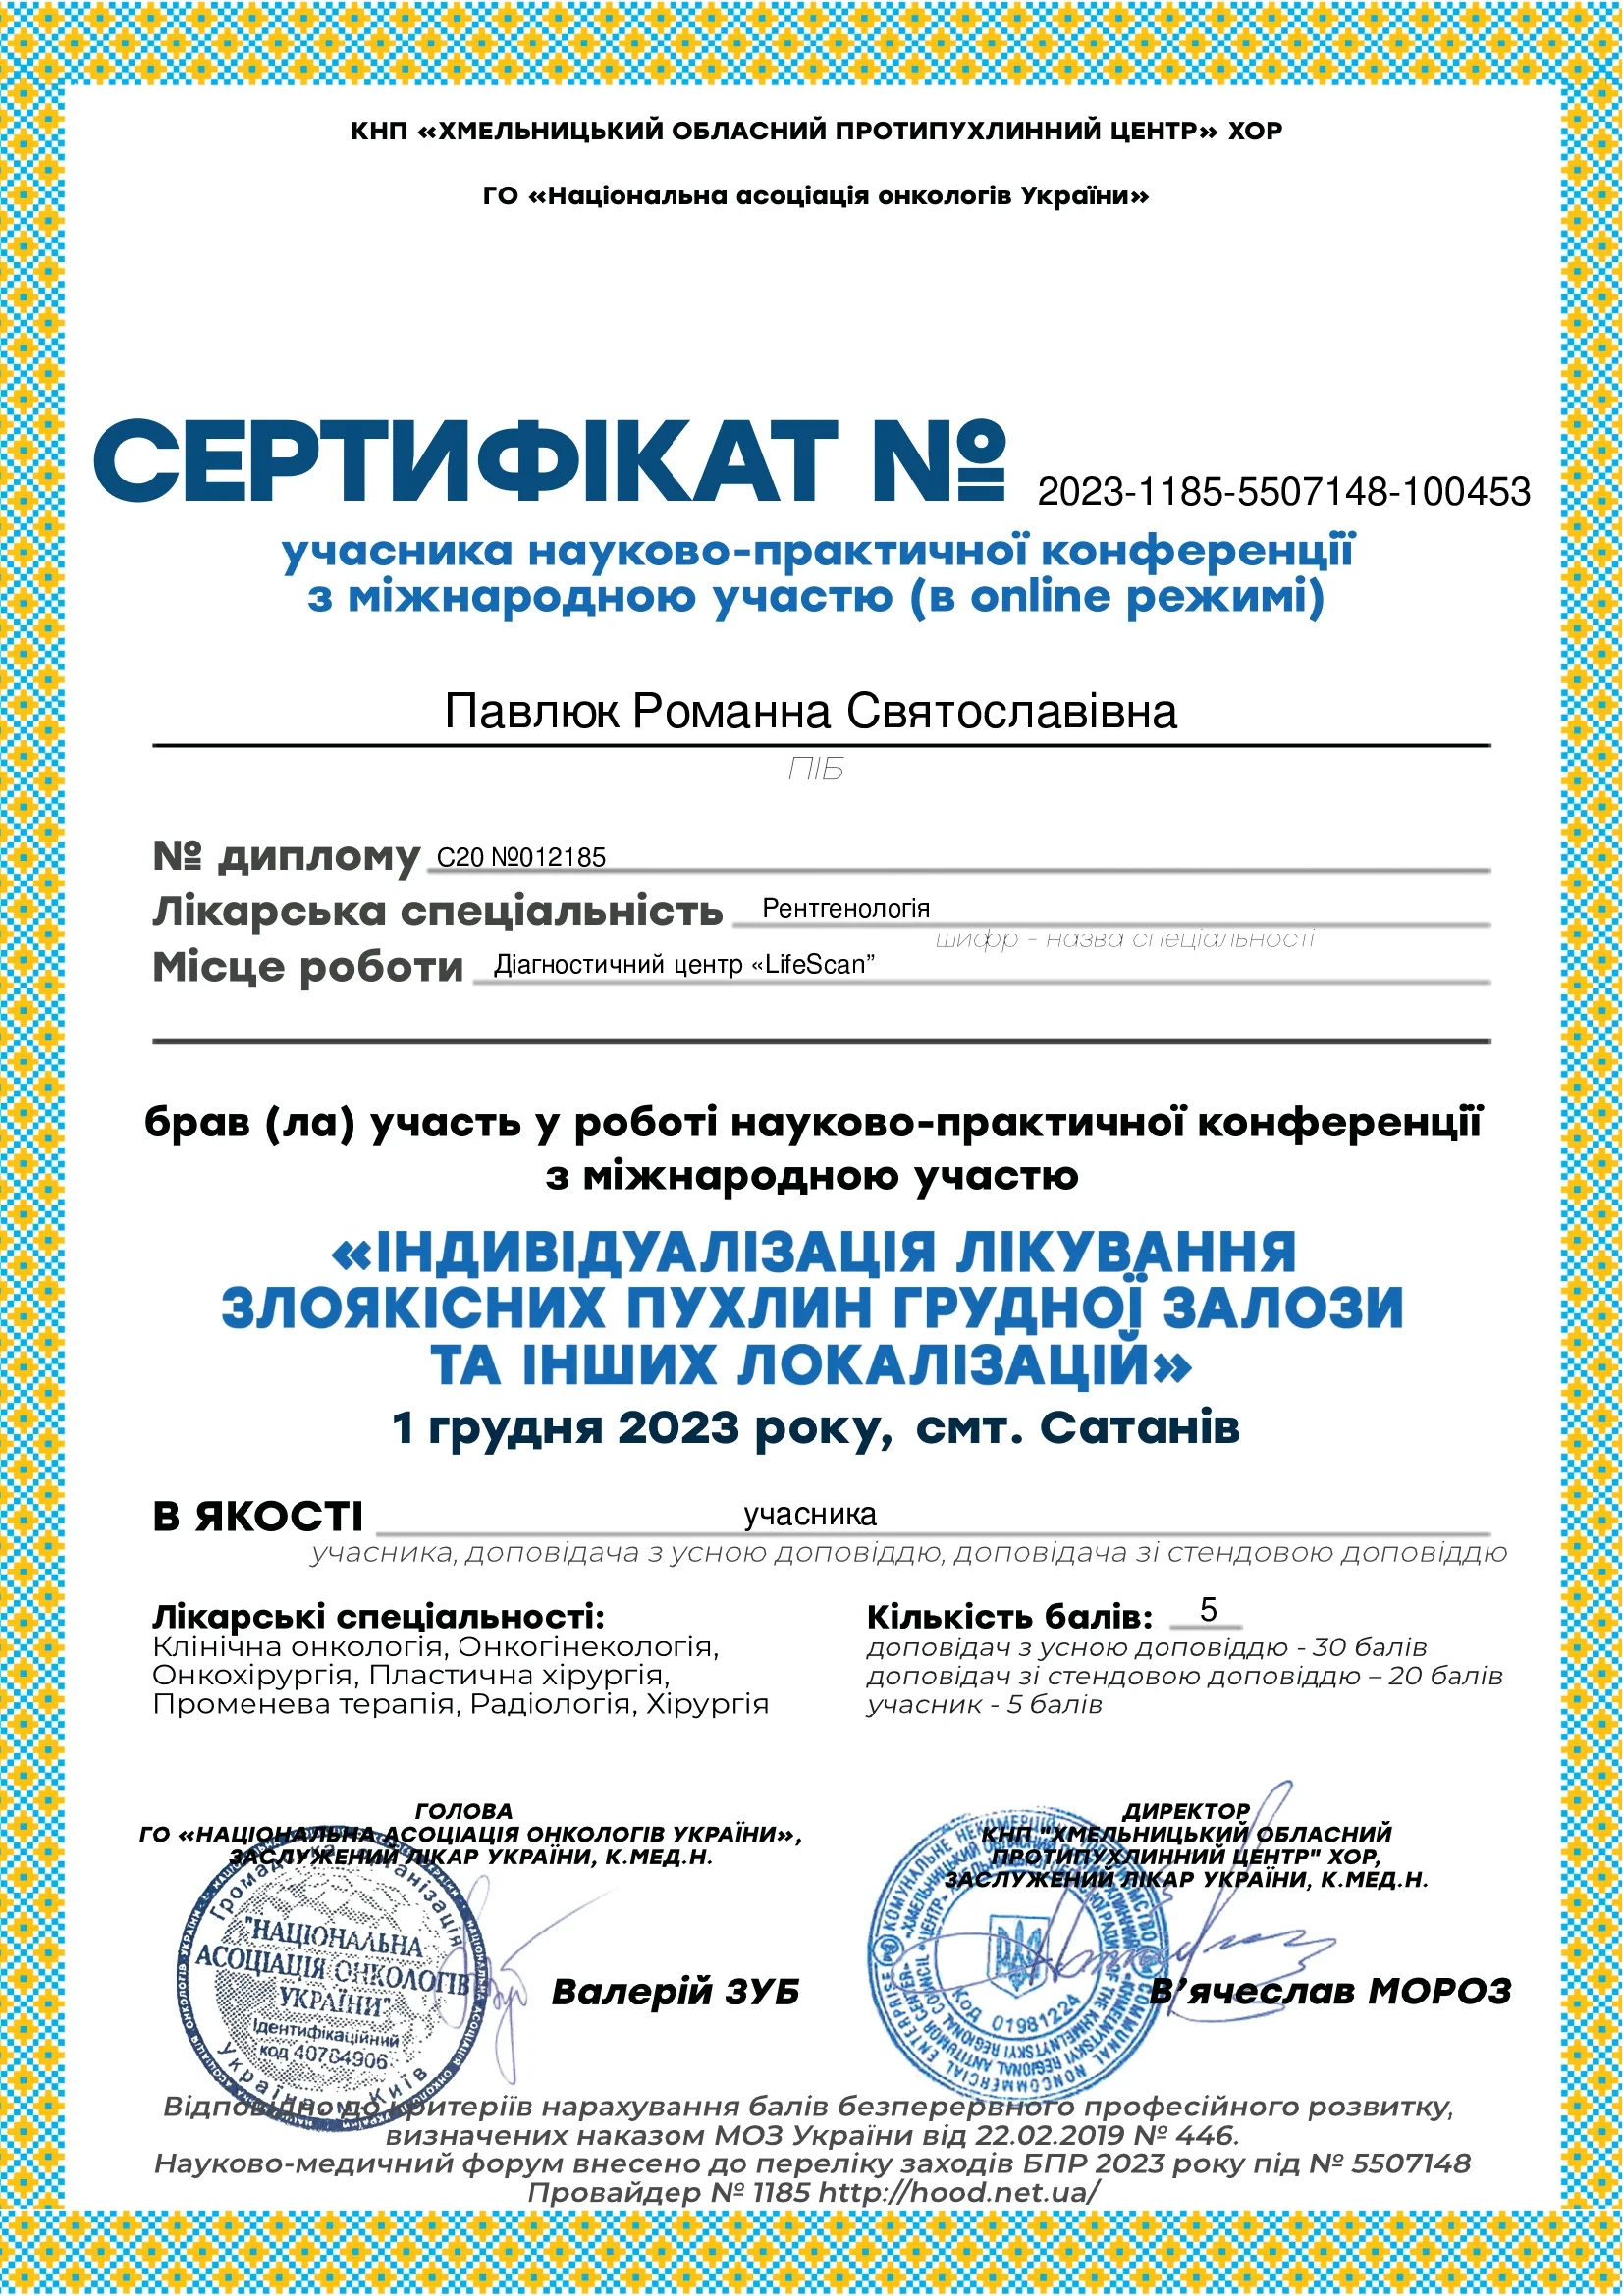 КНП «ХМЕЛЬНИЦЬКИЙ ОБЛАСНИЙ ПРОТИПУХЛИННИЙ ЦЕНТР» ХОР
ГО «Національна асоціація онкологів України»
СЕРТИФІКАТ № 2023-1185-5507148-100453
учасника науково-практичної конференції
з міжнародною участю (в online режимі)
Павлюк Романна Святославівна
ПІБ
№ диплому С20 №012185
Лікарська спеціальність Рентгенологія
шифр - назва спеціальності
Місце роботи Діагностичний центр «LifeScan”
брав (ла) участь у роботі науково-практичної конференції
з міжнародною участю
«ІНДИВІДУАЛІЗАЦІЯ ЛІКУВАННЯ
ЗЛОЯКІСНИХ ПУХЛИН ГРУДНОЇ ЗАЛОЗИ
ТА ІНШИХ ЛОКАЛІЗАЦІЙ»
1 грудня 2023 року, смт. Сатанів
В ЯКОСТІ учасника
учасника, доповідача з усною доповіддю, доповідача зі стендовою доповіддю
Лікарські спеціальності:
Клінічна онкологія, Онкогінекологія,
Онкохірургія, Пластична хірургія,
Променева терапія, Радіологія, Хірургія
Кількість балів: 5
доповідач з усною доповіддю - 30 балів
доповідач зі стендовою доповіддю – 20 балів
учасник - 5 балів
ГОЛОВА
ГО «НАЦІОНАЛЬНА АСОЦІАЦІЯ ОНКОЛОГІВ УКРАЇНИ»,
ЗАСЛУЖЕНИЙ ЛІКАР УКРАЇНИ, К.МЕД.Н.
Громадська організація
"НАЦІОНАЛЬНА
АСОЦІАЦІЯ ОНКОЛОГІВ
УКРАЇНИ"
Ідентифікаційний
код 40764906
Україна м. Київ
Валерій ЗУБ
ДИРЕКТОР
КНП "ХМЕЛЬНИЦЬКИЙ ОБЛАСНИЙ
ПРОТИПУХЛИННИЙ ЦЕНТР" ХОР,
ЗАСЛУЖЕНИЙ ЛІКАР УКРАЇНИ, К.МЕД.Н.
КОД 01981224
В’ячеслав МОРОЗ
Відповідно до критеріїв нарахування балів безперервного професійного розвитку,
визначених наказом МОЗ України від 22.02.2019 № 446.
Науково-медичний форум внесено до переліку заходів БПР 2023 року під № 5507148
Провайдер № 1185 http://hood.net.ua/